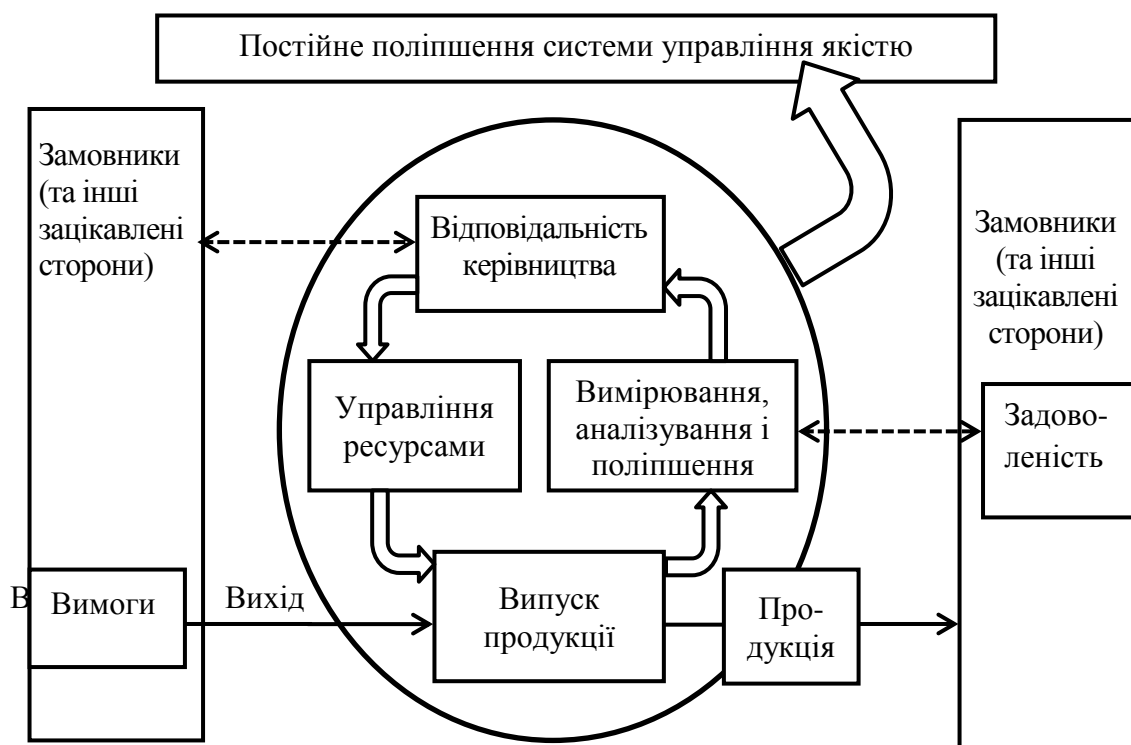 Постійне поліпшення системи управління якістю
Замовники
(та інші
зацікавлені
сторони)
Відповідальність
керівництва
Замовники
(та інші
зацікавлені
сторони)
Управління
ресурсами
Вимірювання,
аналізування і
поліпшення
Задово-
леність
В
Вимоги
Вихід
Випуск
продукції
Про-
дукція